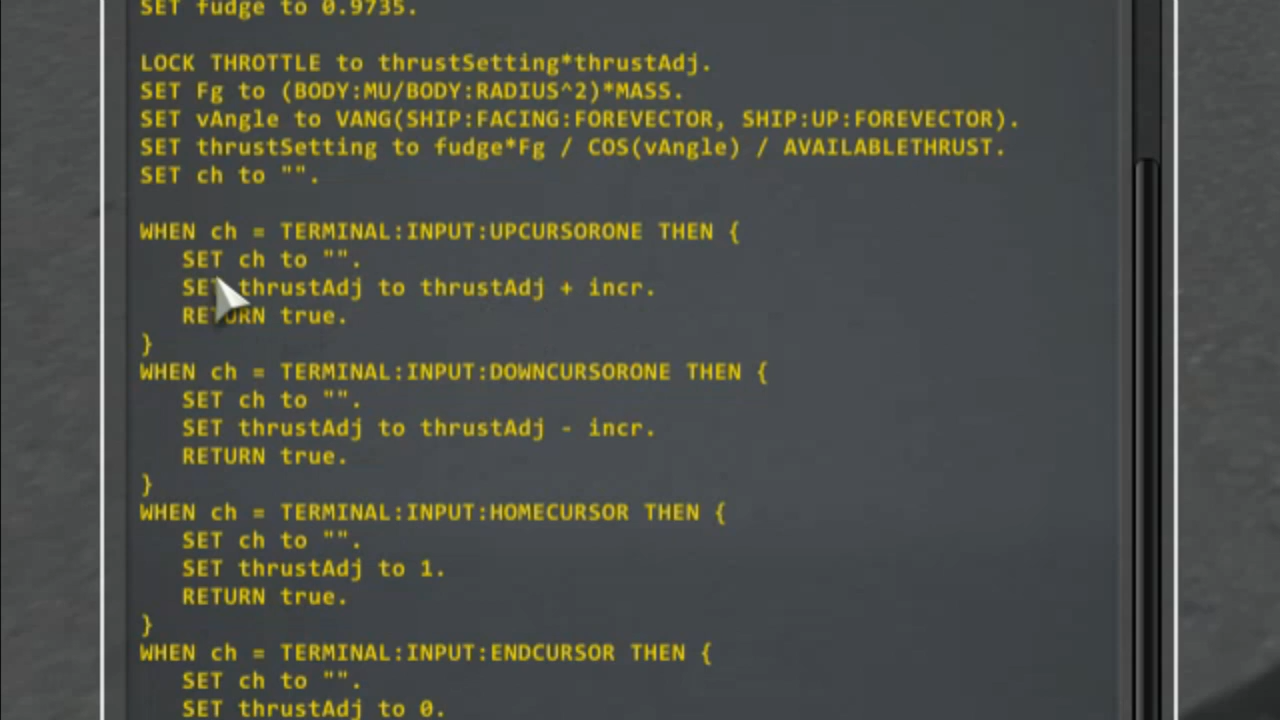 SET fudge to 0.9735.
LOCK THROTTLE to thrustSetting*thrustAdj.
SET Fg to (BODY:MU/BODY:RADIUS^2)*MASS.
SET vAngle to VANG(SHIP:FACING:FOREVECTOR, SHIP:UP:FOREVECTOR).
SET thrustSetting to fudge*Fg / COS(vAngle) / AVAILABLETHRUST.
SET ch to "".
WHEN ch = TERMINAL:INPUT:UPCURSORONE THEN {
SET ch to "".
SET thrustAdj to thrustAdj + incr.
RETURN true.
}
WHEN ch = TERMINAL:INPUT:DOWNCURSORONE THEN {
SET ch to "".
SET thrustAdj to thrustAdj - incr.
RETURN true.
}
WHEN ch = TERMINAL:INPUT:HOMECURSOR THEN {
SET ch to "".
SET thrustAdj to 1.
RETURN true.
}
WHEN ch = TERMINAL:INPUT:ENDCURSOR THEN {
SET ch to "".
SET thrustAdj to 0.